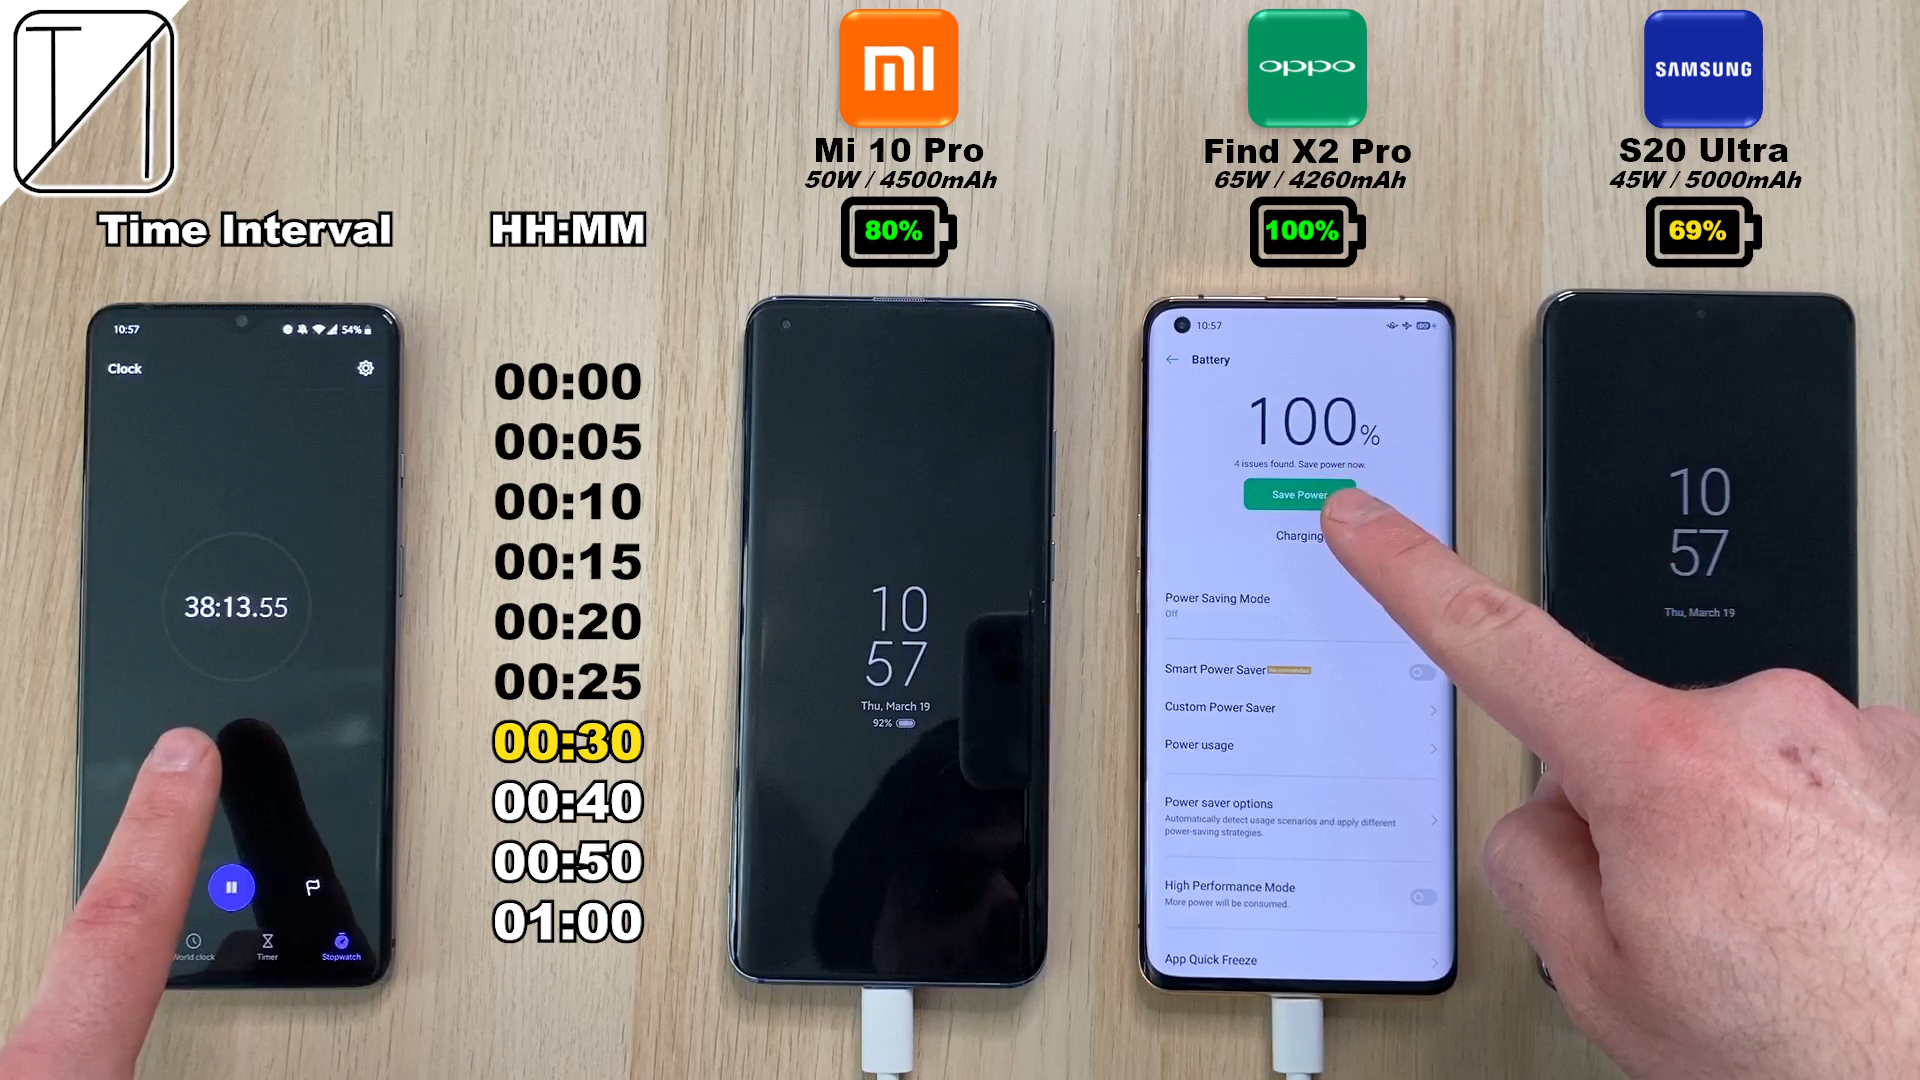 T
mi
oppo
SAMSUNG
Mi 10 Pro
50W / 4500mAh
80%
Find X2 Pro
65W / 4260mAh
100%
S20 Ultra
45W / 5000mAh
69%
Time Interval
HH:MM
00:00
00:05
00:10
00:15
00:20
00:25
00:30
00:40
00:50
01:00
10:57
54%
Clock
38:13.55
World clock
Timer
Stopwatch
10
57
Thu, March 19
92%
10:57
Battery
100%
4 issues found. Save power now.
Save Power
Charging
Power Saving Mode
Off
Smart Power Saver Recommended
Custom Power Saver
Power usage
Power saver options
Automatically detect usage scenarios and apply different
power-saving strategies.
High Performance Mode
More power will be consumed.
App Quick Freeze
10
57
Thu, March 19